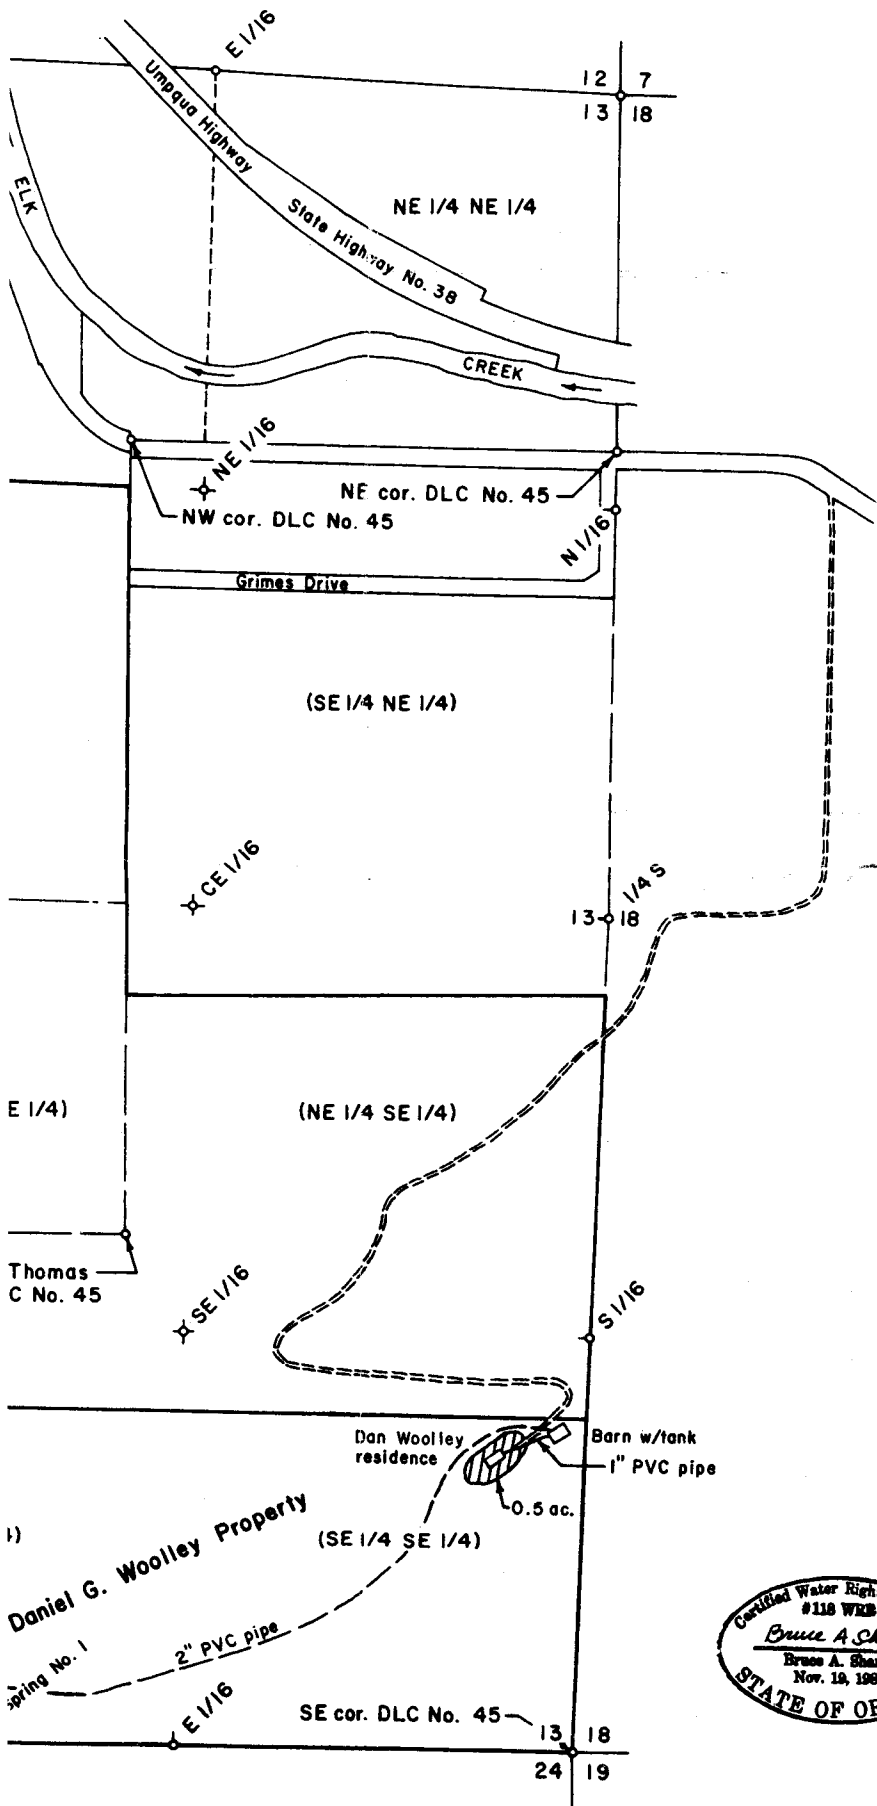 E 1/16
12 7
13 18
Umpqua Highway
State Highway No. 38
ELK
NE 1/4 NE 1/4
CREEK
NE 1/16
NE cor. DLC No. 45
NW cor. DLC No. 45
N 1/16
Grimes Drive
(SE 1/4 NE 1/4)
CE 1/16
1/4 S
13 18
E 1/4)
(NE 1/4 SE 1/4)
Thomas
C No. 45
SE 1/16
S 1/16
Dan Woolley
residence
Barn w/tank
1" PVC pipe
0.5 ac.
(SE 1/4 SE 1/4)
4)
Daniel G. Woolley Property
2" PVC pipe
Spring No. 1
E 1/16
SE cor. DLC No. 45
13 18
24 19
Certified Water Righ
#118 WRE
Bruce A Sha
Bruce A. Shar
Nov. 19, 198
STATE OF OR